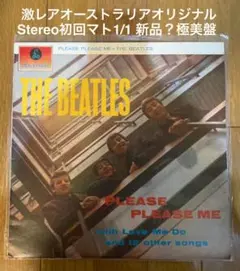 激レアオーストラリアオリジナル
Stereo初回マト1/1 新品？極美盤
PLEASE PLEASE ME • THE BEATLES
THE BEATLES
PLEASE
PLEASE ME
with Love Me Do
and 12 other songs